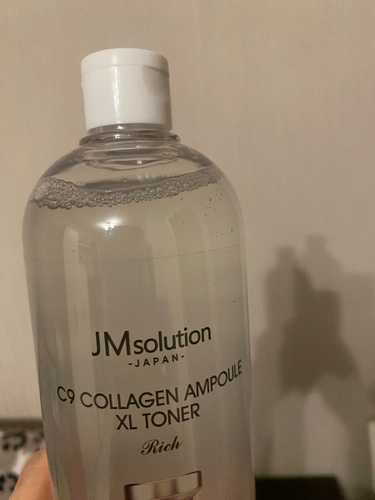 JMsolution
-JAPAN-
C9 COLLAGEN AMPOULE
XL TONER
Rich